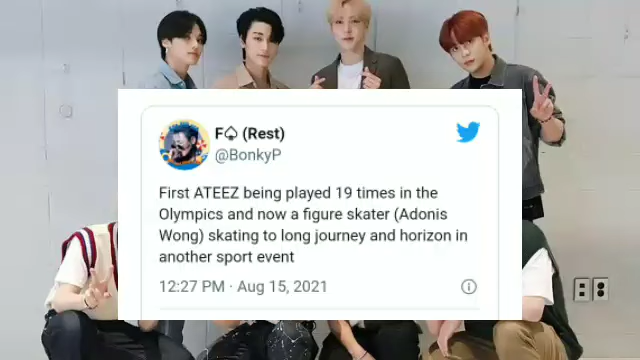 F♤ (Rest)
@BonkyP
First ATEEZ being played 19 times in the
Olympics and now a figure skater (Adonis
Wong) skating to long journey and horizon in
another sport event
12:27 PM · Aug 15, 2021